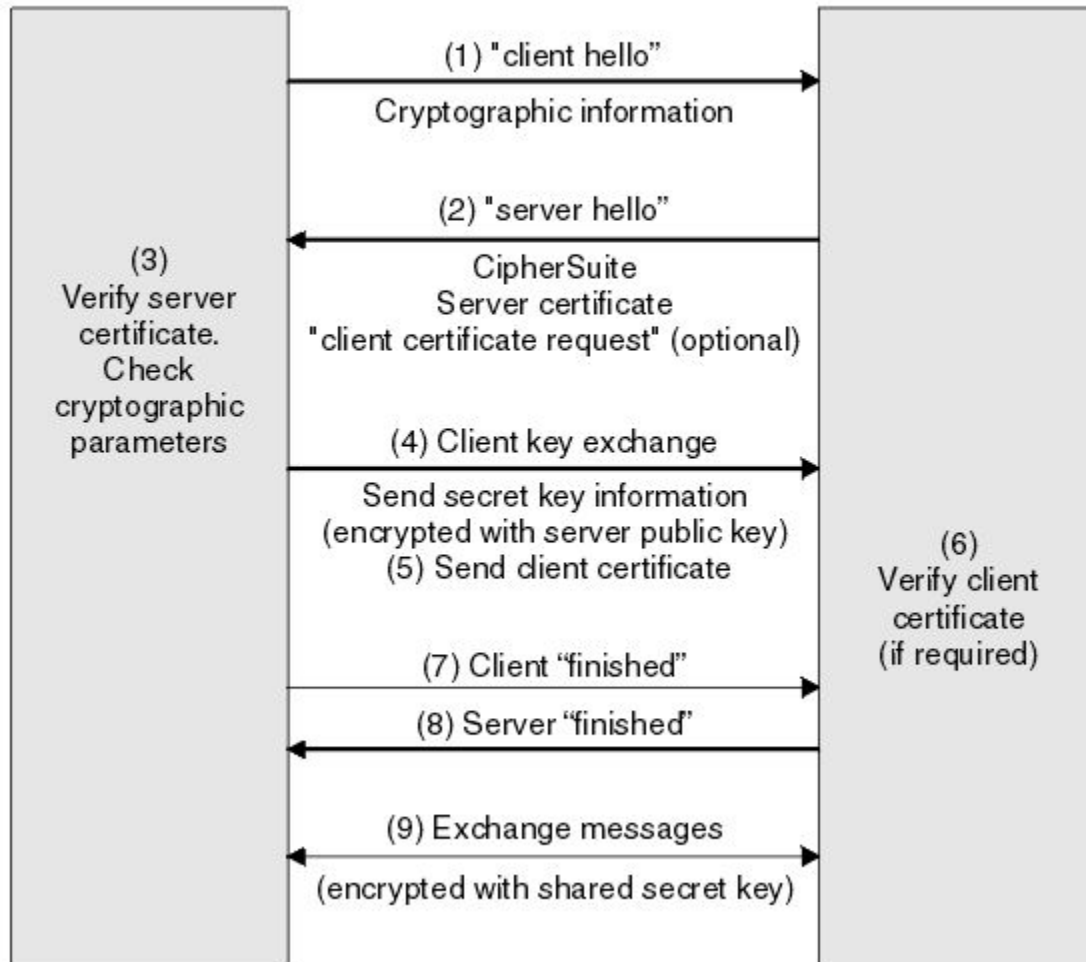 (1) "client hello”
Cryptographic information
(2) "server hello”
CipherSuite
Server certificate
"client certificate request" (optional)
(3)
Verify server
certificate.
Check
cryptographic
parameters
(4) Client key exchange
Send secret key information
(encrypted with server public key)
(5) Send client certificate
(6)
Verify client
certificate
(if required)
(7) Client “finished”
(8) Server “finished”
(9) Exchange messages
(encrypted with shared secret key)